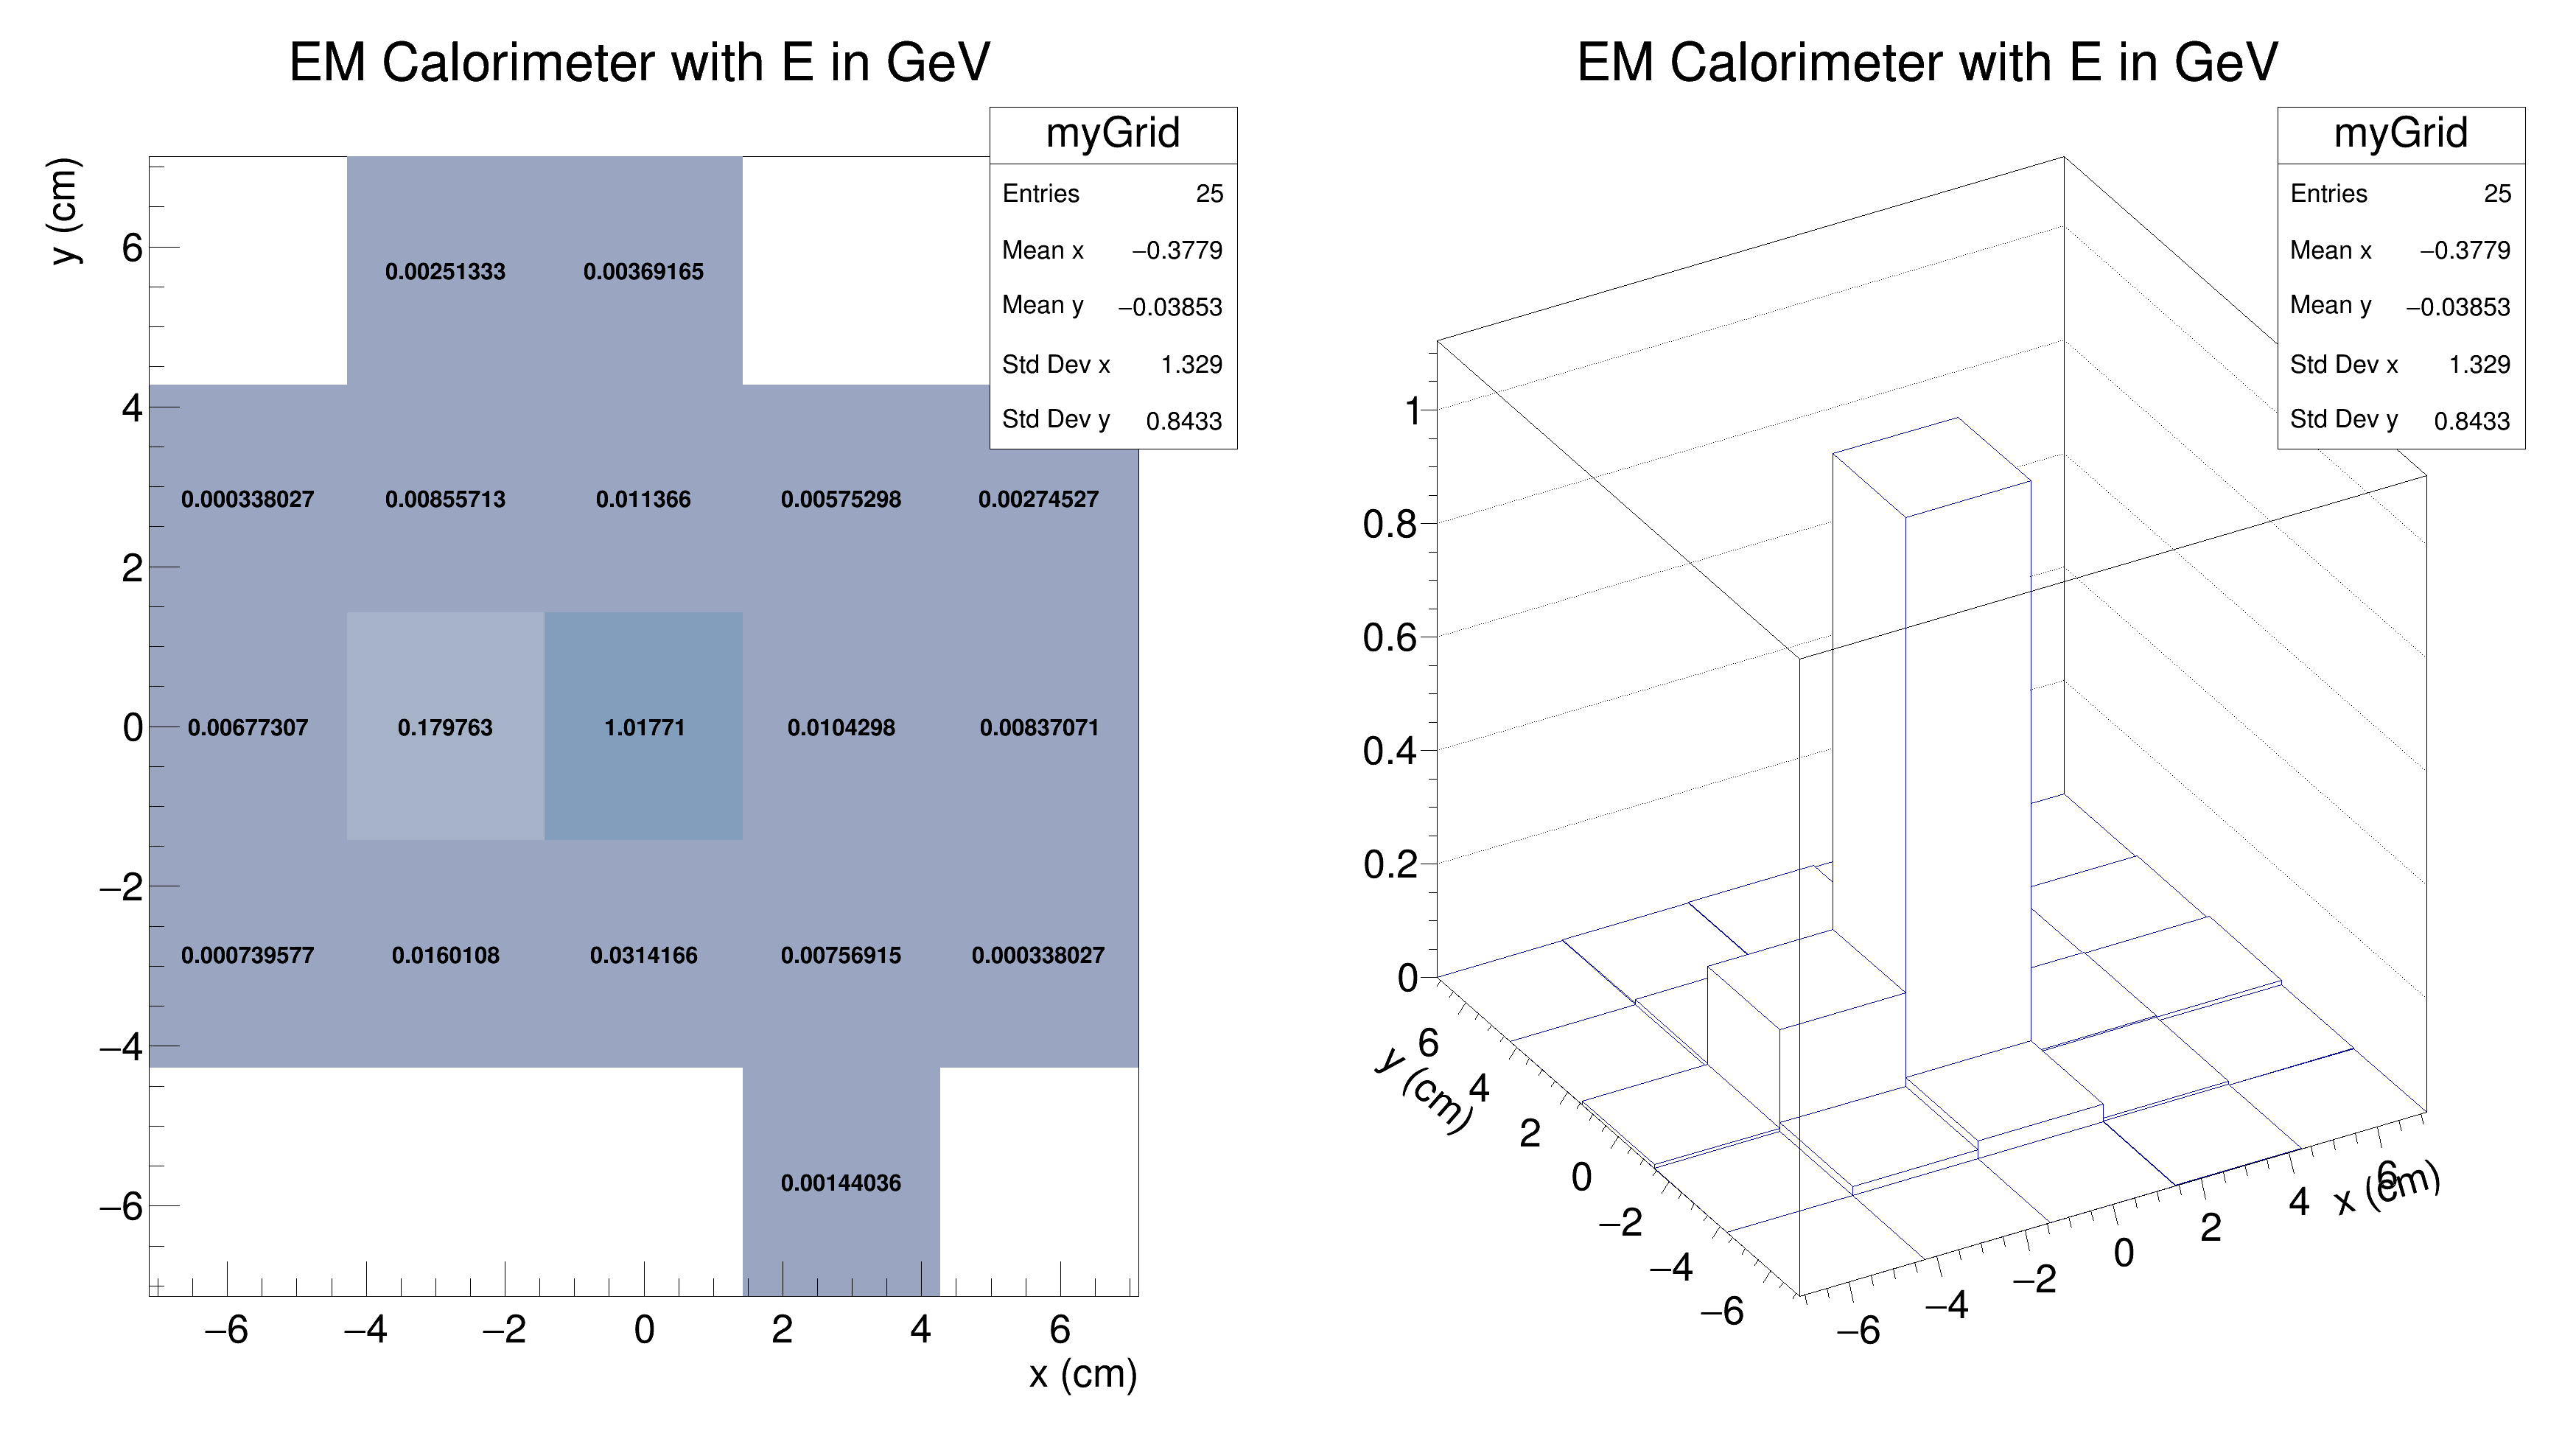 EM Calorimeter with E in GeV
myGrid
Entries 25
Mean x −0.3779
Mean y −0.03853
Std Dev x 1.329
Std Dev y 0.8433
y (cm)
6
4
2
0
−2
−4
−6
0.00251333 0.00369165
0.000338027 0.00855713 0.011366 0.00575298 0.00274527
0.00677307 0.179763 1.01771 0.0104298 0.00837071
0.000739577 0.0160108 0.0314166 0.00756915 0.000338027
0.00144036
−6 −4 −2 0 2 4 6
x (cm)
EM Calorimeter with E in GeV
myGrid
Entries 25
Mean x −0.3779
Mean y −0.03853
Std Dev x 1.329
Std Dev y 0.8433
1
0.8
0.6
0.4
0.2
0
y (cm)
6
4
2
0
−2
−4
−6
−6 −4 −2 0 2 4 6
x (cm)